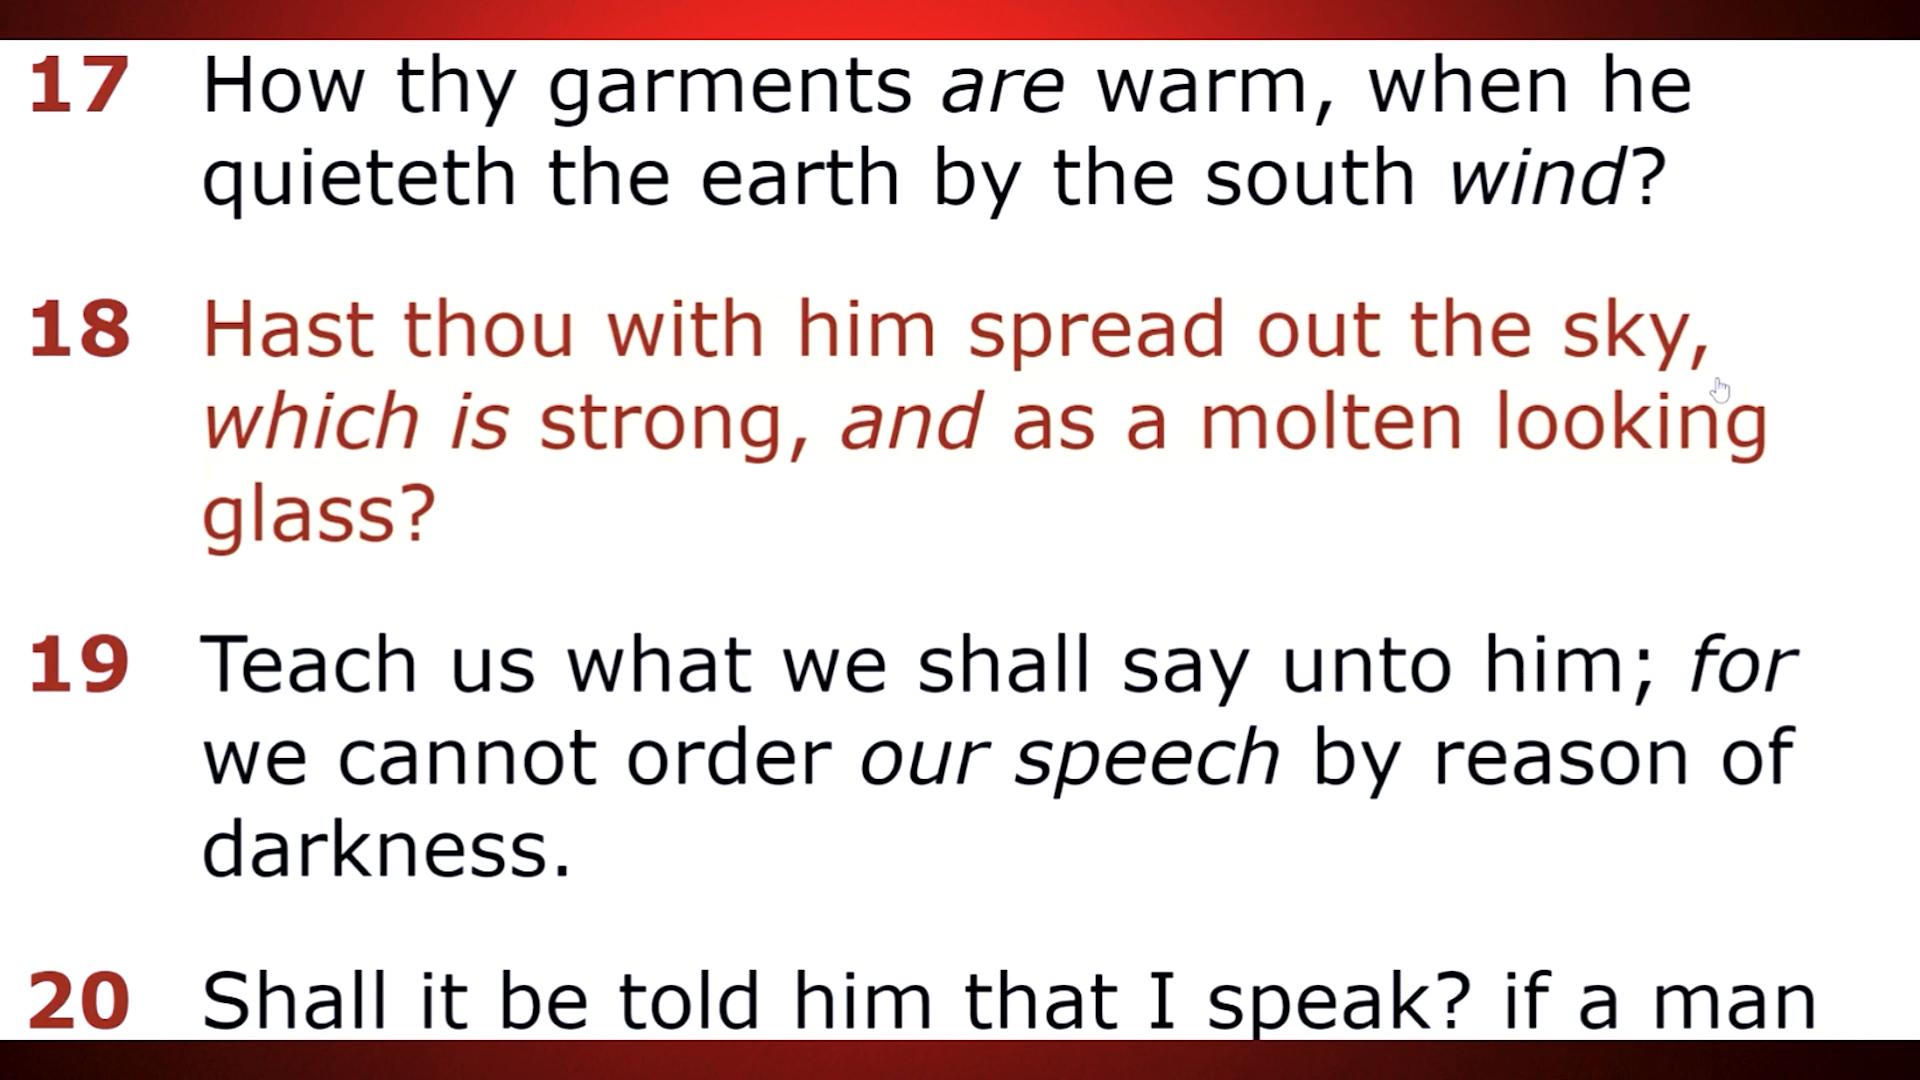 17 How thy garments are warm, when he
quieteth the earth by the south wind?
18 Hast thou with him spread out the sky,
which is strong, and as a molten looking
glass?
19 Teach us what we shall say unto him; for
we cannot order our speech by reason of
darkness.
20 Shall it be told him that I speak? if a man